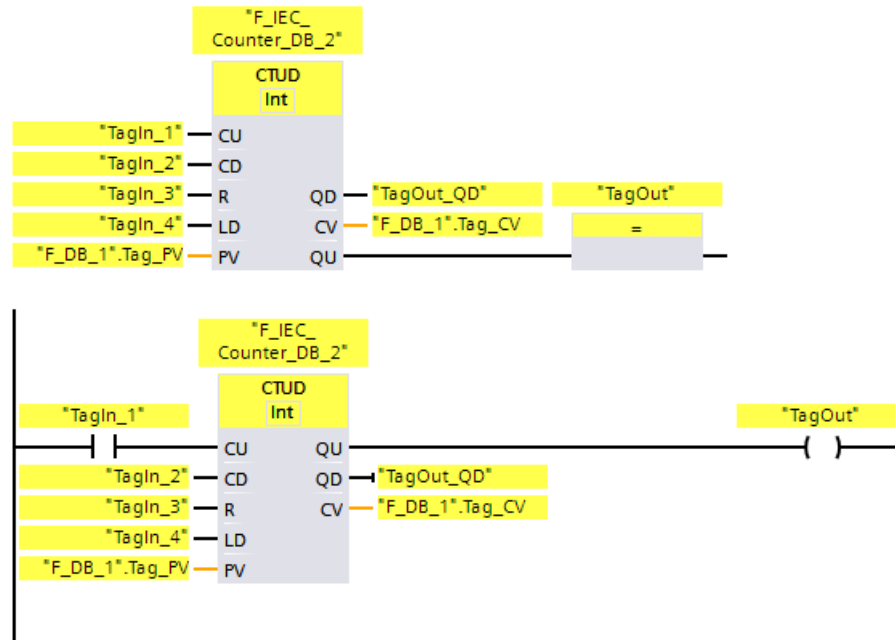 "F_IEC_
Counter_DB_2"
CTUD
Int
"TagIn_1" CU
"TagIn_2" CD
"TagIn_3" R QD "TagOut_QD" "TagOut"
"TagIn_4" LD CV "F_DB_1".Tag_CV =
"F_DB_1".Tag_PV PV QU
"F_IEC_
Counter_DB_2"
CTUD
"TagIn_1" Int "TagOut"
CU QU
"TagIn_2" CD QD "TagOut_QD"
"TagIn_3" R CV "F_DB_1".Tag_CV
"TagIn_4" LD
"F_DB_1".Tag_PV PV